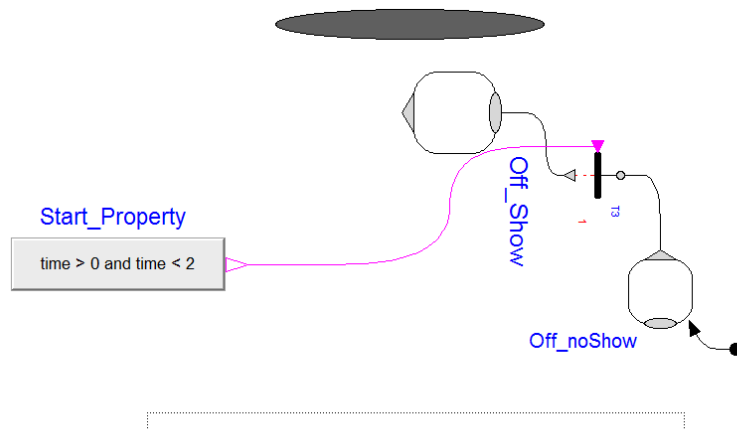 Off_Show
Start_Property
time > 0 and time < 2
T3
1
Off_noShow